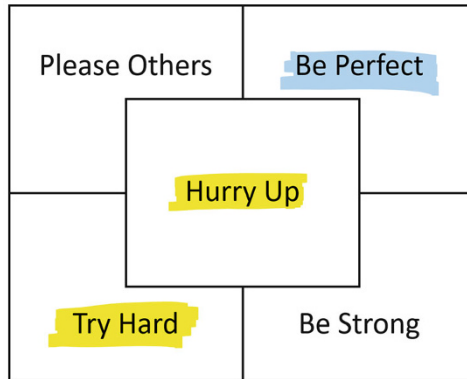 Please Others
Be Perfect
Hurry Up
Try Hard
Be Strong